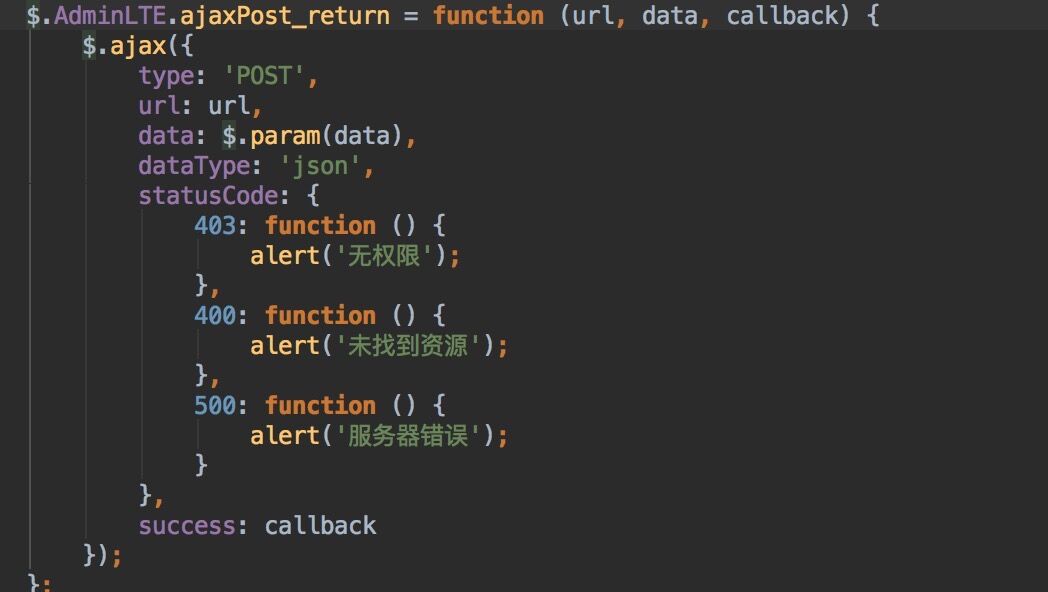 $.AdminLTE.ajaxPost_return = function (url, data, callback) {
    $.ajax({
        type: 'POST',
        url: url,
        data: $.param(data),
        dataType: 'json',
        statusCode: {
            403: function () {
                alert('无权限');
            },
            400: function () {
                alert('未找到资源');
            },
            500: function () {
                alert('服务器错误');
            }
        },
        success: callback
    });
};